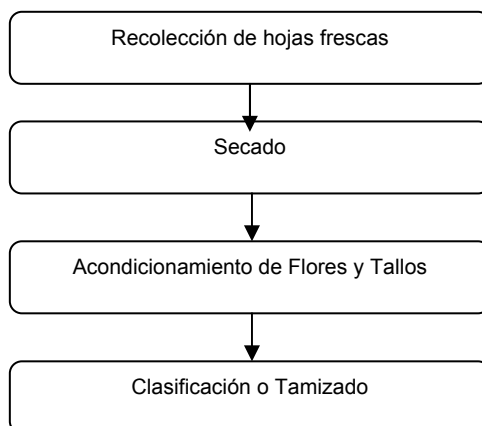 Recolección de hojas frescas
Secado
Acondicionamiento de Flores y Tallos
Clasificación o Tamizado